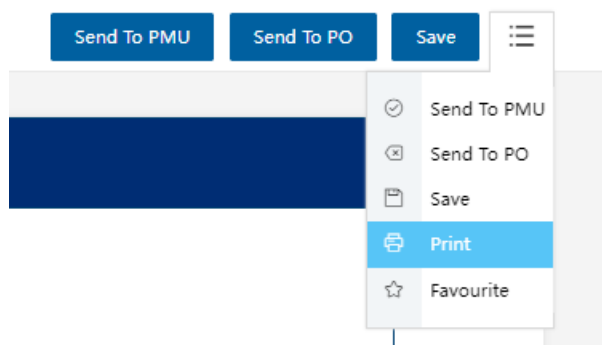 Send To PMU Send To PO Save
Send To PMU
Send To PO
Save
Print
Favourite